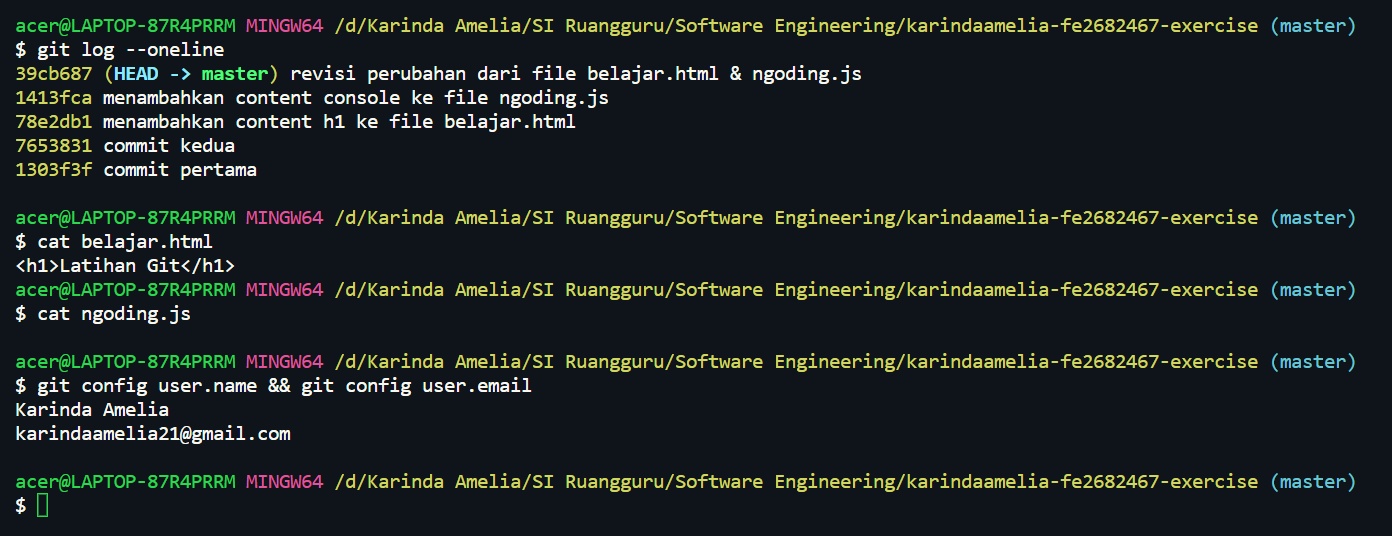 acer@LAPTOP-87R4PRRM MINGW64 /d/Karinda Amelia/SI Ruangguru/Software Engineering/karindaamelia-fe2682467-exercise (master)
$ git log --oneline
39cb687 (HEAD -> master) revisi perubahan dari file belajar.html & ngoding.js
1413fca menambahkan content console ke file ngoding.js
78e2db1 menambahkan content h1 ke file belajar.html
7653831 commit kedua
1303f3f commit pertama
acer@LAPTOP-87R4PRRM MINGW64 /d/Karinda Amelia/SI Ruangguru/Software Engineering/karindaamelia-fe2682467-exercise (master)
$ cat belajar.html
<h1>Latihan Git</h1>
acer@LAPTOP-87R4PRRM MINGW64 /d/Karinda Amelia/SI Ruangguru/Software Engineering/karindaamelia-fe2682467-exercise (master)
$ cat ngoding.js
acer@LAPTOP-87R4PRRM MINGW64 /d/Karinda Amelia/SI Ruangguru/Software Engineering/karindaamelia-fe2682467-exercise (master)
$ git config user.name && git config user.email
Karinda Amelia
karindaamelia21@gmail.com
acer@LAPTOP-87R4PRRM MINGW64 /d/Karinda Amelia/SI Ruangguru/Software Engineering/karindaamelia-fe2682467-exercise (master)
$